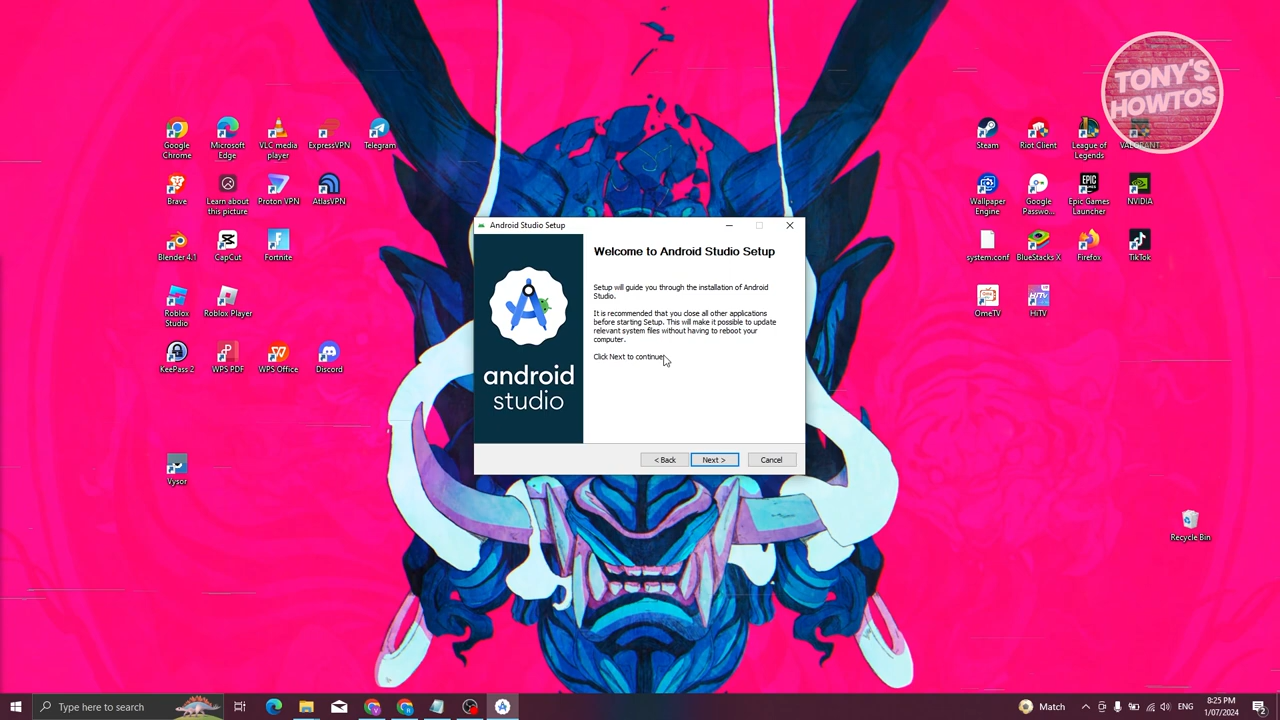 TONY'S
HOWTOS
Google
Chrome
Microsoft
Edge
VLC media
player
ExpressVPN
Telegram
Steam
Riot Client
League of
Legends
Brave
Learn about
this picture
Proton VPN
AtlasVPN
Wallpaper
Engine
Google
Passwo...
Epic Games
Launcher
NVIDIA
Blender 4.1
CapCut
Fortnite
system.conf
BlueStacks X
Firefox
TikTok
Roblox
Studio
Roblox Player
OmeTV
HiTV
KeePass 2
WPS PDF
WPS Office
Discord
Vysor
Recycle Bin
Android Studio Setup
android
studio
Welcome to Android Studio Setup
Setup will guide you through the installation of Android
Studio.
It is recommended that you close all other applications
before starting Setup. This will make it possible to update
relevant system files without having to reboot your
computer.
Click Next to continue.
< Back
Next >
Cancel
Type here to search
Match
ENG
8:25 PM
1/07/2024
2